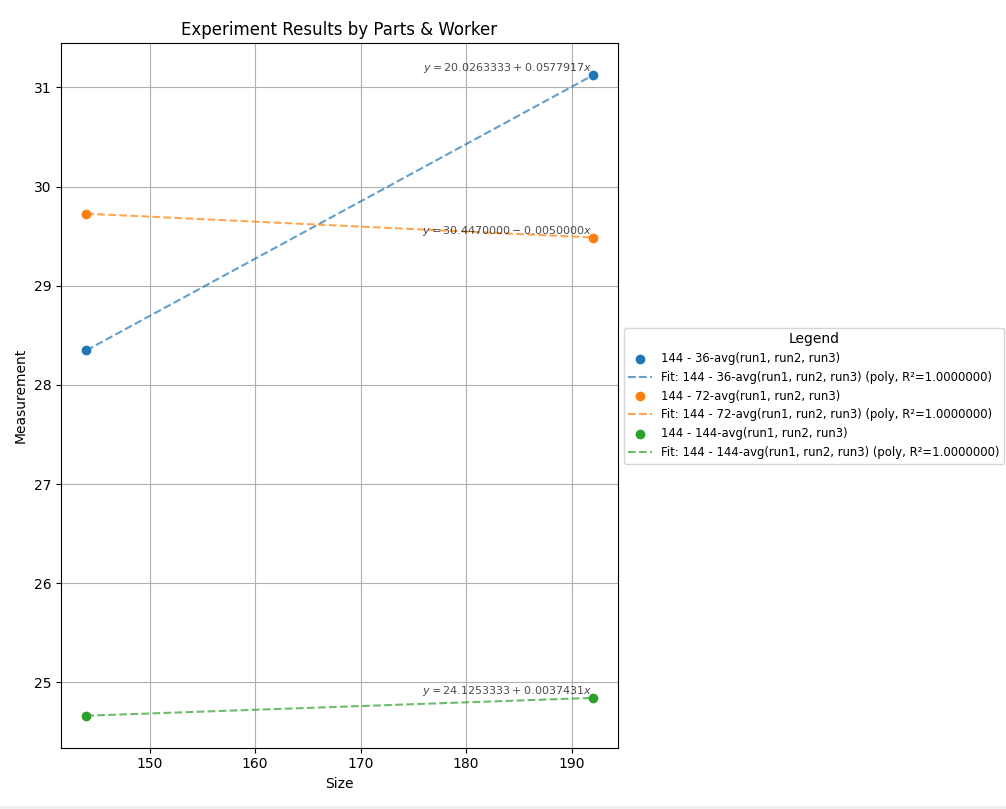 Experiment Results by Parts & Worker
y = 20.0263333 + 0.0577917x
y = 30.4470000 − 0.0050000x
y = 24.1253333 + 0.0037431x
31
30
29
28
27
26
25
Measurement
150 160 170 180 190
Size
Legend
144 - 36-avg(run1, run2, run3)
Fit: 144 - 36-avg(run1, run2, run3) (poly, R²=1.0000000)
144 - 72-avg(run1, run2, run3)
Fit: 144 - 72-avg(run1, run2, run3) (poly, R²=1.0000000)
144 - 144-avg(run1, run2, run3)
Fit: 144 - 144-avg(run1, run2, run3) (poly, R²=1.0000000)